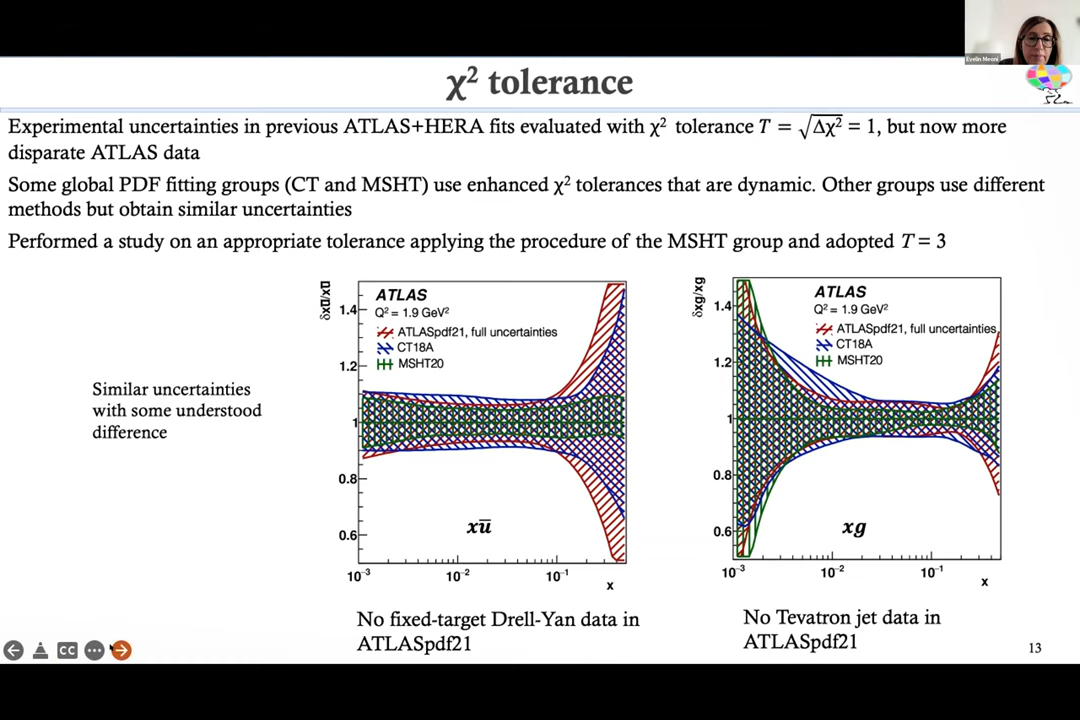 Evelin Meoni
χ² tolerance
Experimental uncertainties in previous ATLAS+HERA fits evaluated with χ² tolerance T = √Δχ² = 1, but now more
disparate ATLAS data
Some global PDF fitting groups (CT and MSHT) use enhanced χ² tolerances that are dynamic. Other groups use different
methods but obtain similar uncertainties
Performed a study on an appropriate tolerance applying the procedure of the MSHT group and adopted T = 3
Similar uncertainties
with some understood
difference
δxū/xū
ATLAS
Q² = 1.9 GeV²
ATLASpdf21, full uncertainties
CT18A
MSHT20
1.4
1.2
1
0.8
0.6
xū
10⁻³ 10⁻² 10⁻¹
x
No fixed-target Drell-Yan data in
ATLASpdf21
δxg/xg
ATLAS
Q² = 1.9 GeV²
ATLASpdf21, full uncertainties
CT18A
MSHT20
1.4
1.2
1
0.8
0.6
xg
10⁻³ 10⁻² 10⁻¹
x
No Tevatron jet data in
ATLASpdf21
CC
13